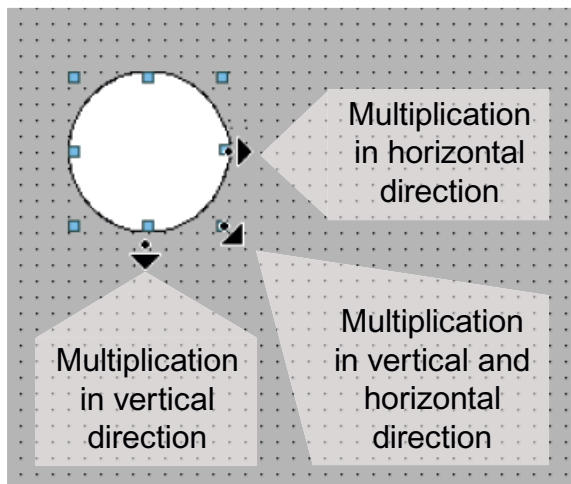 Multiplication
in horizontal
direction
Multiplication
in vertical
direction
Multiplication
in vertical and
horizontal
direction